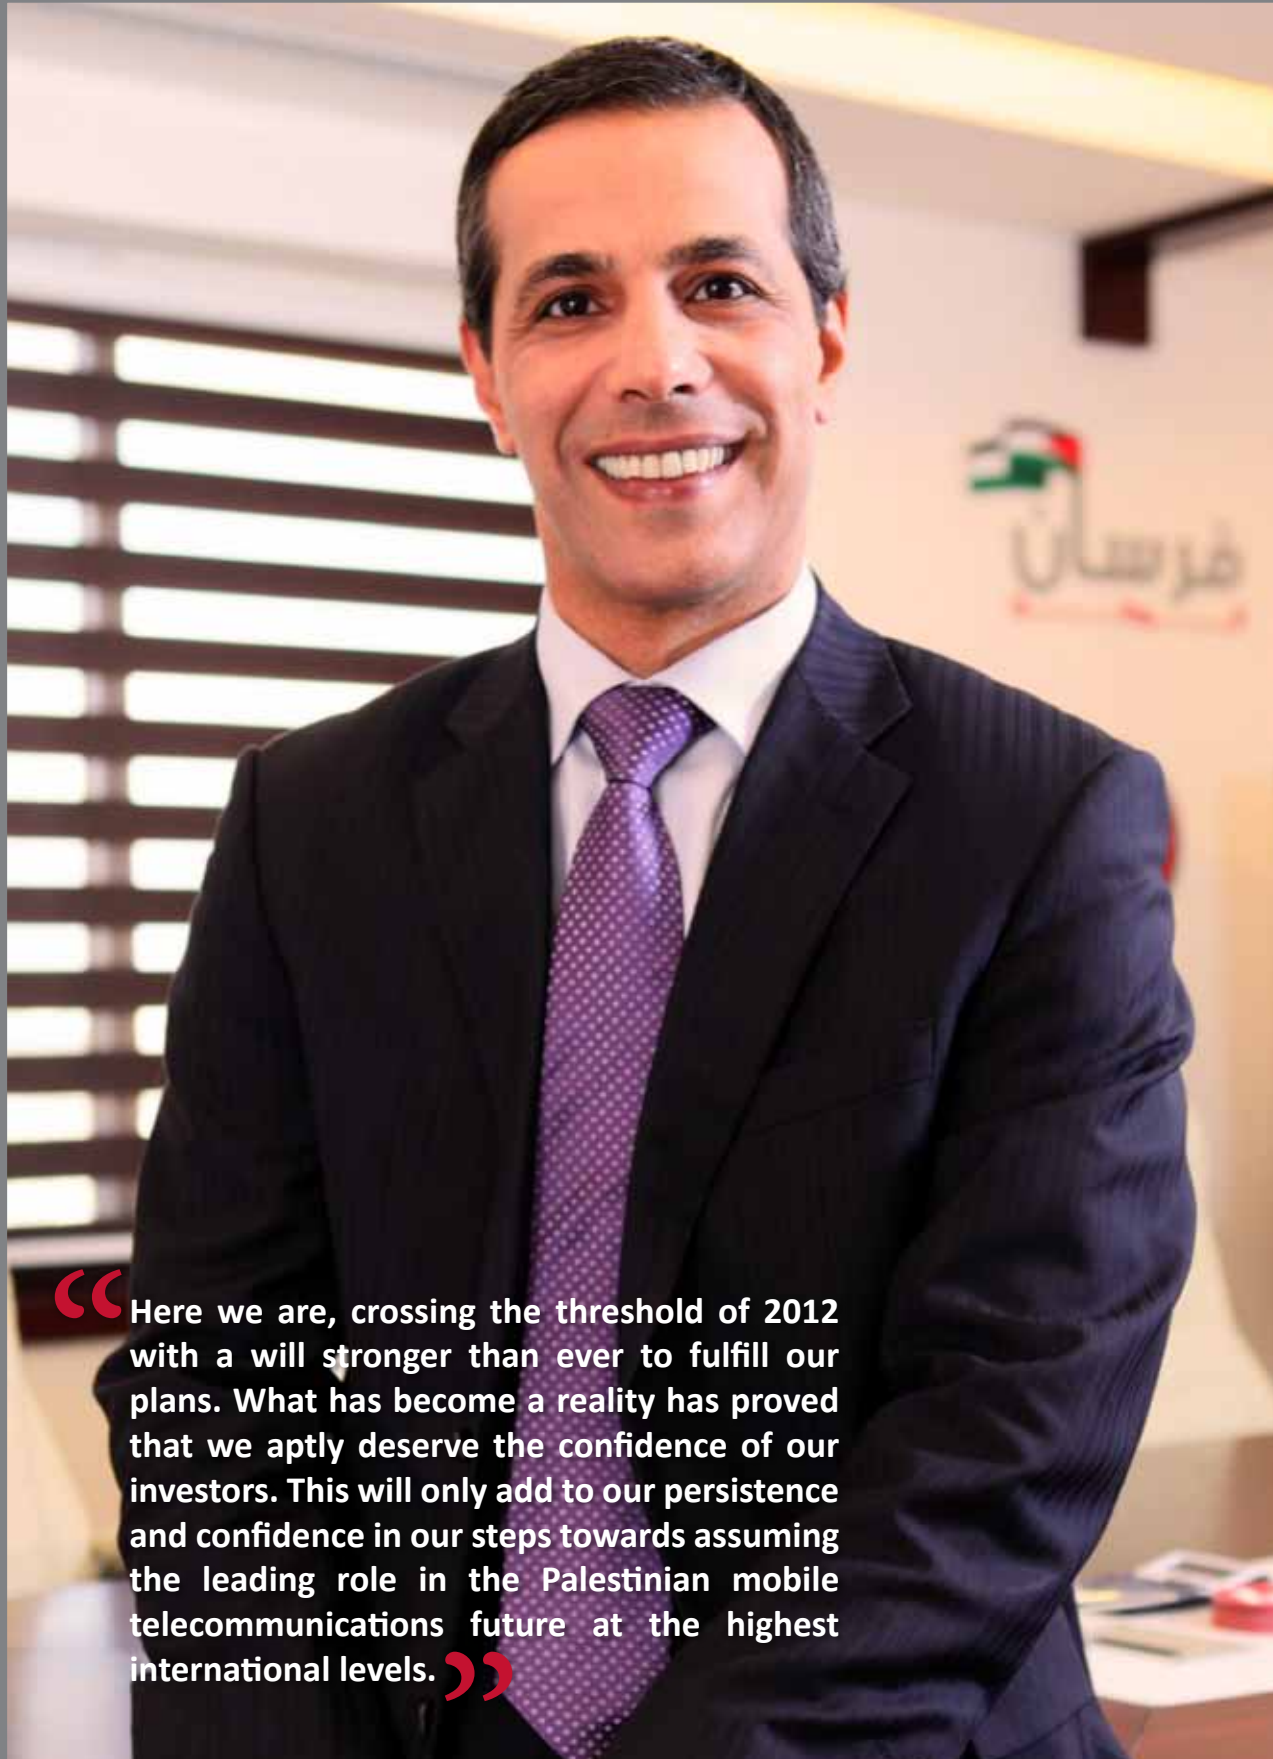 فرسان
Here we are, crossing the threshold of 2012
with a will stronger than ever to fulfill our
plans. What has become a reality has proved
that we aptly deserve the confidence of our
investors. This will only add to our persistence
and confidence in our steps towards assuming
the leading role in the Palestinian mobile
telecommunications future at the highest
international levels.